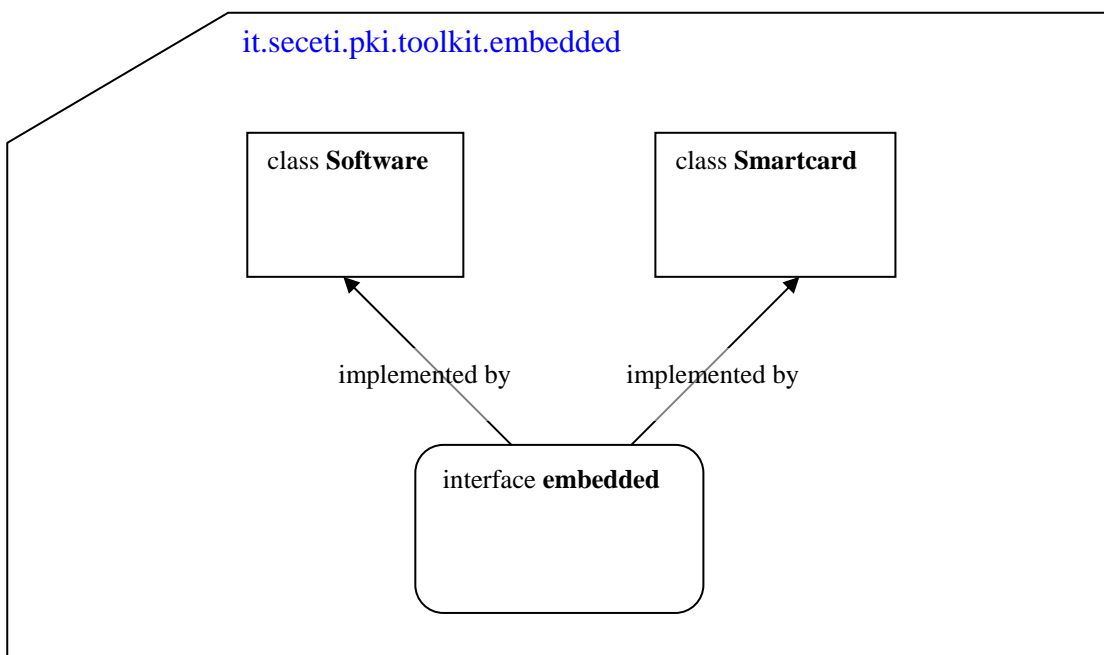 it.seceti.pki.toolkit.embedded
class Software
class Smartcard
implemented by
implemented by
interface embedded